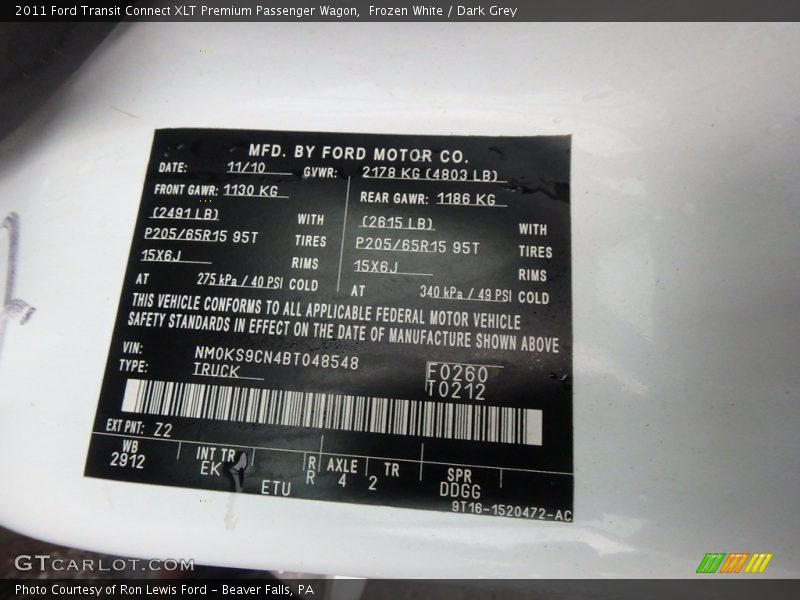 2011 Ford Transit Connect XLT Premium Passenger Wagon,  Frozen White / Dark Grey
MFD. BY FORD MOTOR CO.
DATE: 11/10 GVWR: 2178 KG (4803 LB)
FRONT GAWR: 1130 KG REAR GAWR: 1186 KG
(2491 LB) WITH (2615 LB) WITH
P205/65R15 95T TIRES P205/65R15 95T TIRES
15X6J RIMS 15X6J RIMS
AT 275 kPa / 40 PSI COLD AT 340 kPa / 49 PSI COLD
THIS VEHICLE CONFORMS TO ALL APPLICABLE FEDERAL MOTOR VEHICLE
SAFETY STANDARDS IN EFFECT ON THE DATE OF MANUFACTURE SHOWN ABOVE
VIN: NM0KS9CN4BT048548 F0260
TYPE: TRUCK T0212
EXT PNT: Z2
WB INT TR R AXLE TR SPR
2912 EK R 4 2 DDGG
ETU
9T16-1520472-AC
GTCARLOT.COM
Photo Courtesy of Ron Lewis Ford – Beaver Falls, PA